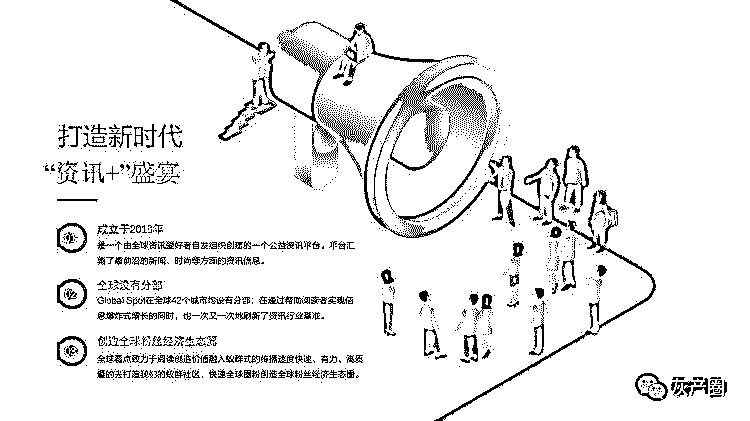 打造新时代
“资讯+”盛宴
成立于2018年
是一个由全球资讯爱好者自发组织创建的一个公益资讯平台。平台汇
集了最前沿的新闻、时尚等方面的资讯信息。
全球设有分部
Global Spot在全球42个城市均设有分部，在通过帮助阅读者实现信
息爆炸式增长的同时，也一次又一次地刷新了资讯行业基准。
创造全球粉丝经济生态圈
全球看点致力于阅读创造价值融入蚁群式的传播速度快速、有力、高质
量的去打造我们的蚁群社区，快速全球圈粉创造全球粉丝经济生态圈。
灰产圈